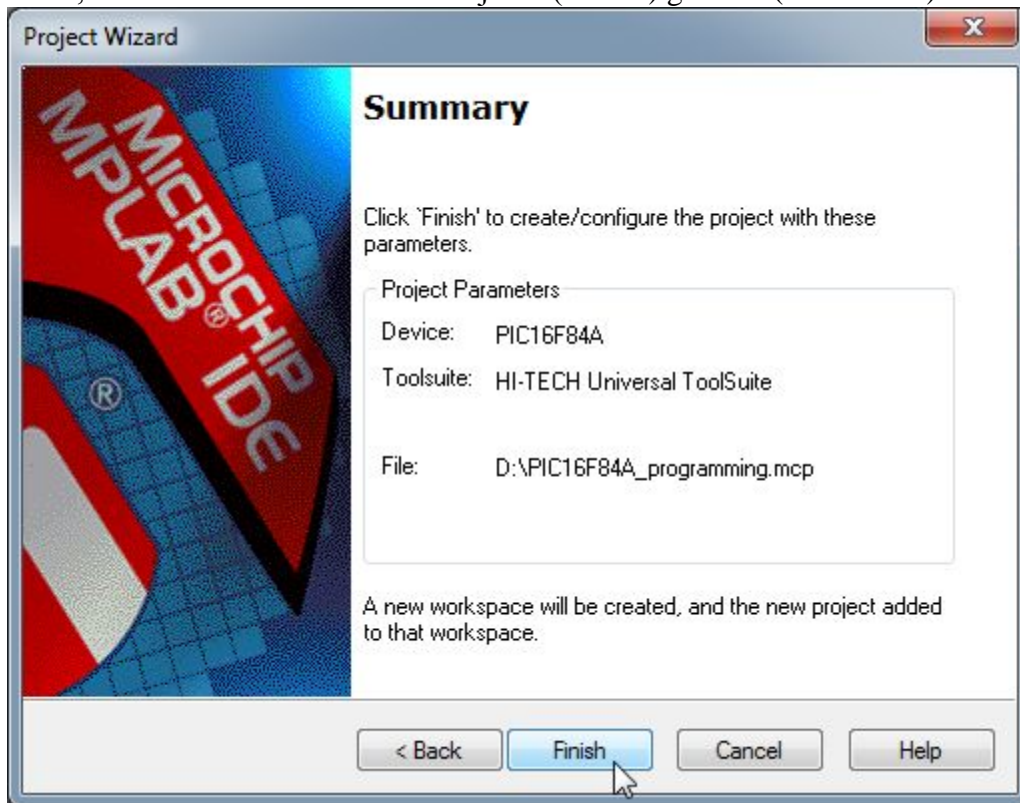 Project Wizard
MICROCHIP
MPLAB® IDE
®
Summary
Click `Finish' to create/configure the project with these
parameters.
Project Parameters
Device: PIC16F84A
Toolsuite: HI-TECH Universal ToolSuite
File: D:\PIC16F84A_programming.mcp
A new workspace will be created, and the new project added
to that workspace.
< Back Finish Cancel Help